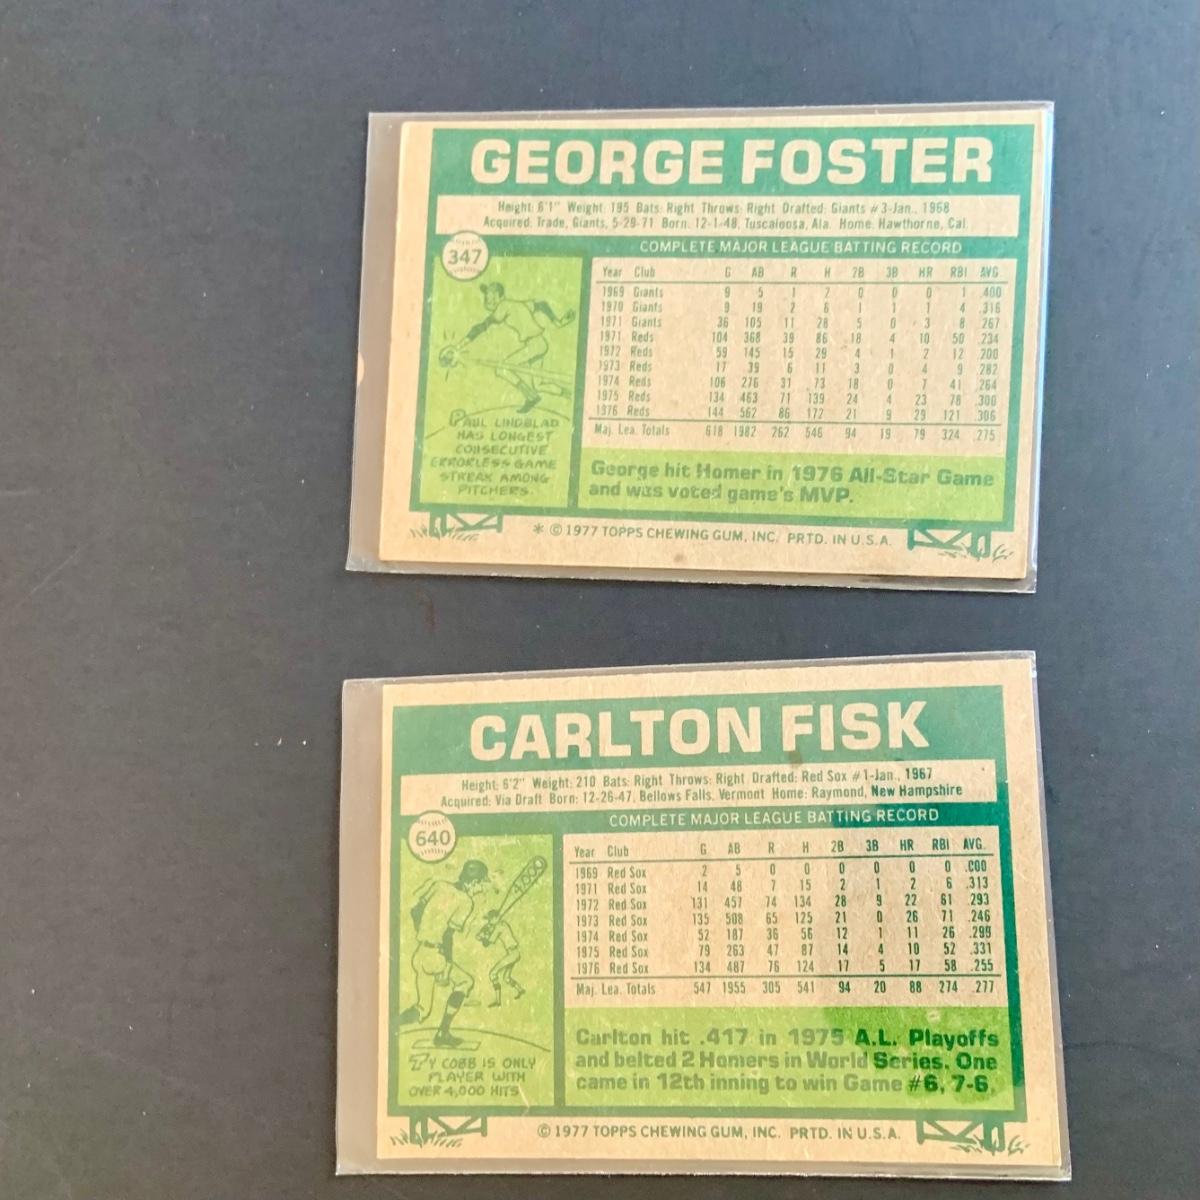 GEORGE FOSTER
Height: 6'1" Weight: 195 Bats: Right Throws: Right Drafted: Giants #3-Jan., 1968
Acquired: Trade, Giants, 5-29-71 Born: 12-1-48, Tuscaloosa, Ala. Home: Hawthorne, Cal.
347
COMPLETE MAJOR LEAGUE BATTING RECORD
Year Club G AB R H 2B 3B HR RBI AVG
1969 Giants 9 5 1 2 0 0 0 1 .400
1970 Giants 9 19 2 6 1 1 1 4 .316
1971 Giants 36 105 11 28 5 0 3 8 .267
1971 Reds 104 368 39 86 18 4 10 50 .234
1972 Reds 59 145 15 29 4 1 2 12 .200
1973 Reds 17 39 6 11 3 0 4 9 .282
1974 Reds 106 276 31 73 18 0 7 41 .264
1975 Reds 134 463 71 139 24 4 23 78 .300
1976 Reds 144 562 86 172 21 9 29 121 .306
Maj. Lea. Totals 618 1982 262 546 94 19 79 324 .275
PAUL LINDBLAD
HAS LONGEST
CONSECUTIVE
ERRORLESS GAME
STREAK AMONG
PITCHERS.
George hit Homer in 1976 All-Star Game
and was voted game's MVP.
* © 1977 TOPPS CHEWING GUM, INC. PRTD. IN U.S.A.
CARLTON FISK
Height: 6'2" Weight: 210 Bats: Right Throws: Right Drafted: Red Sox #1-Jan., 1967
Acquired: Via Draft Born: 12-26-47, Bellows Falls, Vermont Home: Raymond, New Hampshire
640
COMPLETE MAJOR LEAGUE BATTING RECORD
Year Club G AB R H 2B 3B HR RBI AVG.
1969 Red Sox 2 5 0 0 0 0 0 0 .000
1971 Red Sox 14 48 7 15 2 1 2 6 .313
1972 Red Sox 131 457 74 134 28 9 22 61 .293
1973 Red Sox 135 508 65 125 21 0 26 71 .246
1974 Red Sox 52 187 36 56 12 1 11 26 .299
1975 Red Sox 79 263 47 87 14 4 10 52 .331
1976 Red Sox 134 487 76 124 17 5 17 58 .255
Maj. Lea. Totals 547 1955 305 541 94 20 88 274 .277
4,000
TY COBB IS ONLY
PLAYER WITH
OVER 4,000 HITS
Carlton hit .417 in 1975 A.L. Playoffs
and belted 2 Homers in World Series. One
came in 12th inning to win Game #6, 7-6.
© 1977 TOPPS CHEWING GUM, INC. PRTD. IN U.S.A.